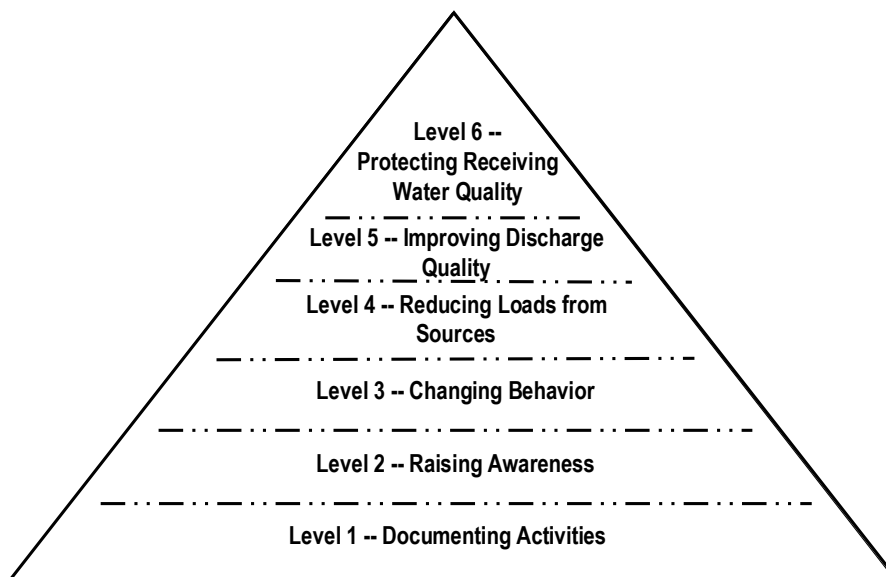 Level 6 --
Protecting Receiving
Water Quality
Level 5 -- Improving Discharge
Quality
Level 4 -- Reducing Loads from
Sources
Level 3 -- Changing Behavior
Level 2 -- Raising Awareness
Level 1 -- Documenting Activities